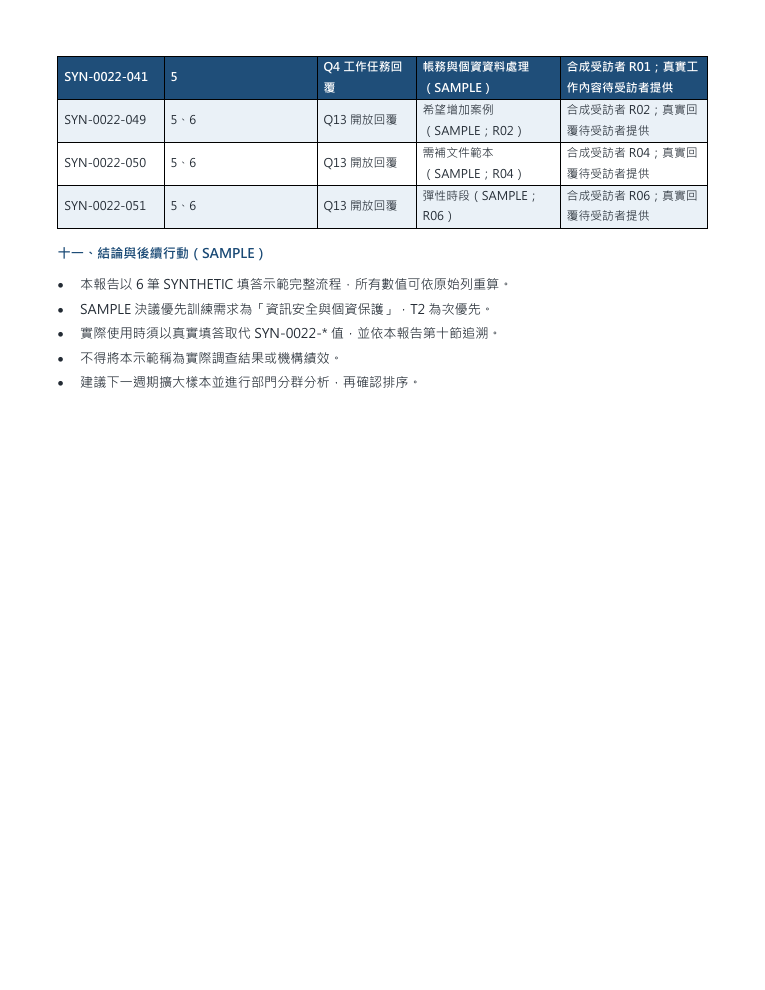 SYN-0022-041 5 Q4 工作任務回覆 帳務與個資資料處理（SAMPLE） 合成受訪者 R01；真實工作內容待受訪者提供
SYN-0022-049 5、6 Q13 開放回覆 希望增加案例（SAMPLE；R02） 合成受訪者 R02；真實回覆待受訪者提供
SYN-0022-050 5、6 Q13 開放回覆 需補文件範本（SAMPLE；R04） 合成受訪者 R04；真實回覆待受訪者提供
SYN-0022-051 5、6 Q13 開放回覆 彈性時段（SAMPLE；R06） 合成受訪者 R06；真實回覆待受訪者提供
十一、結論與後續行動（SAMPLE）
• 本報告以 6 筆 SYNTHETIC 填答示範完整流程，所有數值可依原始列重算。
• SAMPLE 決議優先訓練需求為「資訊安全與個資保護」，T2 為次優先。
• 實際使用時須以真實填答取代 SYN-0022-* 值，並依本報告第十節追溯。
• 不得將本示範稱為實際調查結果或機構績效。
• 建議下一週期擴大樣本並進行部門分群分析，再確認排序。